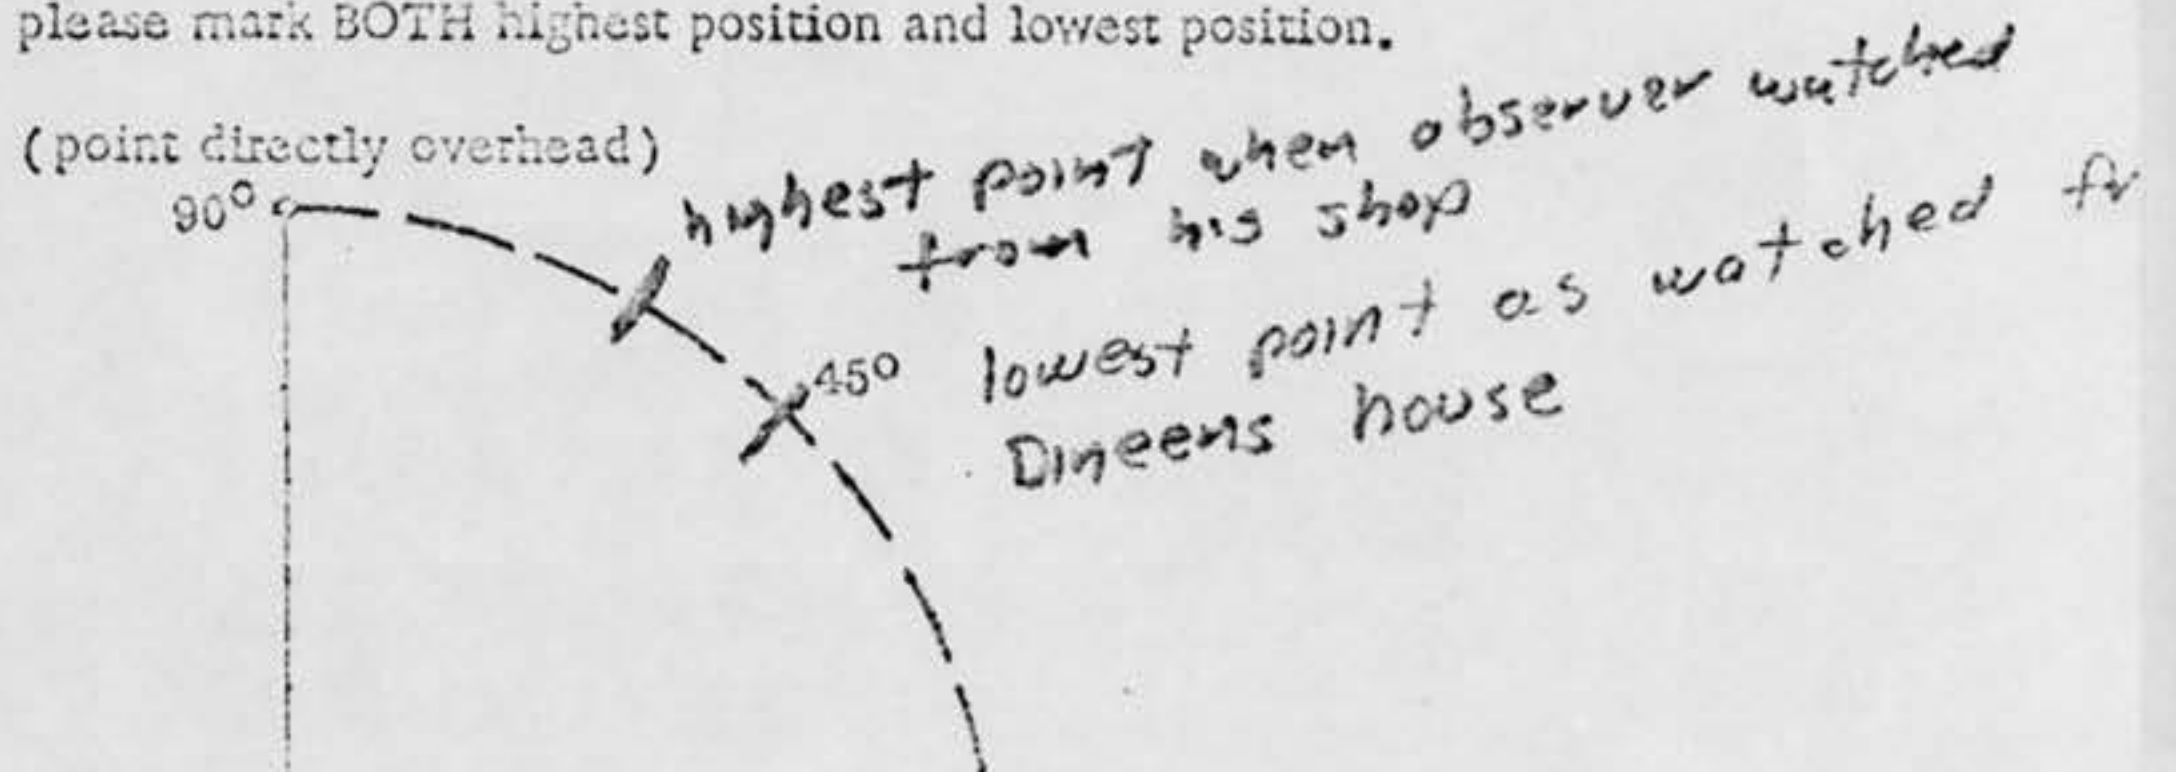 please mark BOTH highest position and lowest position.
(point directly overhead)
90°
highest point when observer watched
from his shop
45°
lowest point as watched fr
Dineens house